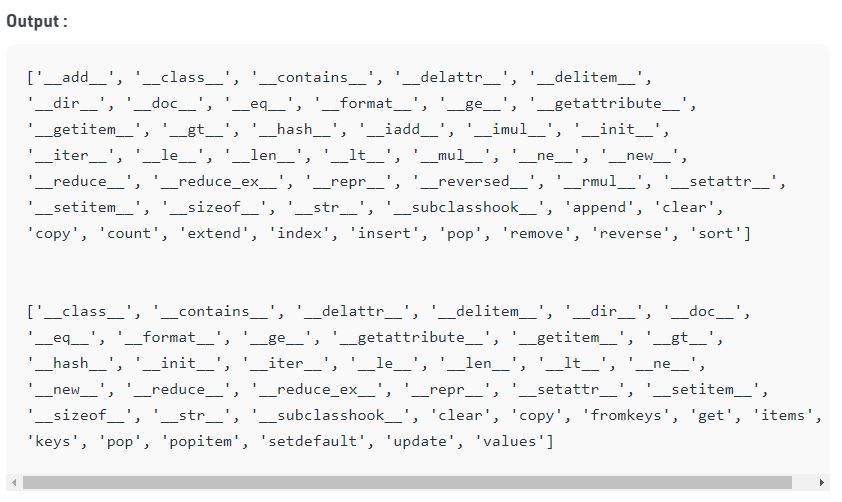 Output :
['__add__', '__class__', '__contains__', '__delattr__', '__delitem__',
'__dir__', '__doc__', '__eq__', '__format__', '__ge__', '__getattribute__',
'__getitem__', '__gt__', '__hash__', '__iadd__', '__imul__', '__init__',
'__iter__', '__le__', '__len__', '__lt__', '__mul__', '__ne__', '__new__',
'__reduce__', '__reduce_ex__', '__repr__', '__reversed__', '__rmul__', '__setattr__',
'__setitem__', '__sizeof__', '__str__', '__subclasshook__', 'append', 'clear',
'copy', 'count', 'extend', 'index', 'insert', 'pop', 'remove', 'reverse', 'sort']
['__class__', '__contains__', '__delattr__', '__delitem__', '__dir__', '__doc__',
'__eq__', '__format__', '__ge__', '__getattribute__', '__getitem__', '__gt__',
'__hash__', '__init__', '__iter__', '__le__', '__len__', '__lt__', '__ne__',
'__new__', '__reduce__', '__reduce_ex__', '__repr__', '__setattr__', '__setitem__',
'__sizeof__', '__str__', '__subclasshook__', 'clear', 'copy', 'fromkeys', 'get', 'items',
'keys', 'pop', 'popitem', 'setdefault', 'update', 'values']